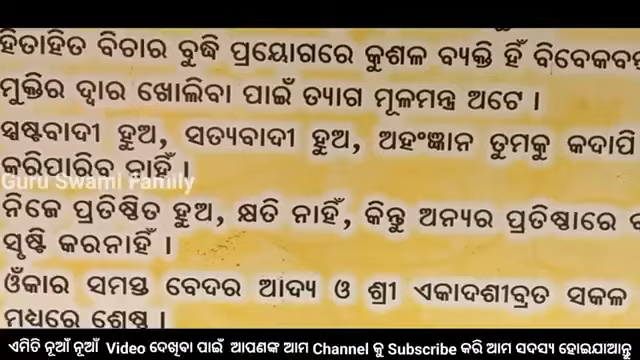 ହିତାହିତ ବିଚାର ବୁଦ୍ଧି ପ୍ରୟୋଗରେ କୁଶଳ ବ୍ୟକ୍ତି ହିଁ
ମୁକ୍ତିର ଦ୍ୱାର ଖୋଲିବା ପାଇଁ ତ୍ୟାଗ ମୂଳମନ୍ତ୍ର ଅଟେ ।
ସ୍ପଷ୍ଟବାଦୀ ହୁଅ, ସତ୍ୟବାଦୀ ହୁଅ, ଅହଂଜ୍ଞାନ ତୁମକୁ କଦାପି
କରିପାରିବ ନାହିଁ ।
Guru Swami Family
ନିଜେ ପ୍ରତିଷ୍ଠିତ ହୁଅ, କ୍ଷତି ନାହିଁ, କିନ୍ତୁ ଅନ୍ୟର ପ୍ରତିଷ୍ଠାରେ
ସୃଷ୍ଟି କରନାହିଁ ।
ଓଁକାର ସମସ୍ତ ବେଦର ଆଦ୍ୟ ଓ ଶ୍ରୀ ଏକାଦଶୀବ୍ରତ ସକଳ
ମଧ୍ୟରେ ଶ୍ରେଷ୍ଠ ।
ଏମିତି ନୂଆଁ ନୂଆଁ Video ଦେଖିବା ପାଇଁ ଆପଣଙ୍କ ଆମ Channel କୁ Subscribe କରି ଆମ ସଦସ୍ୟ ହୋଇଯାଆନ୍ତୁ